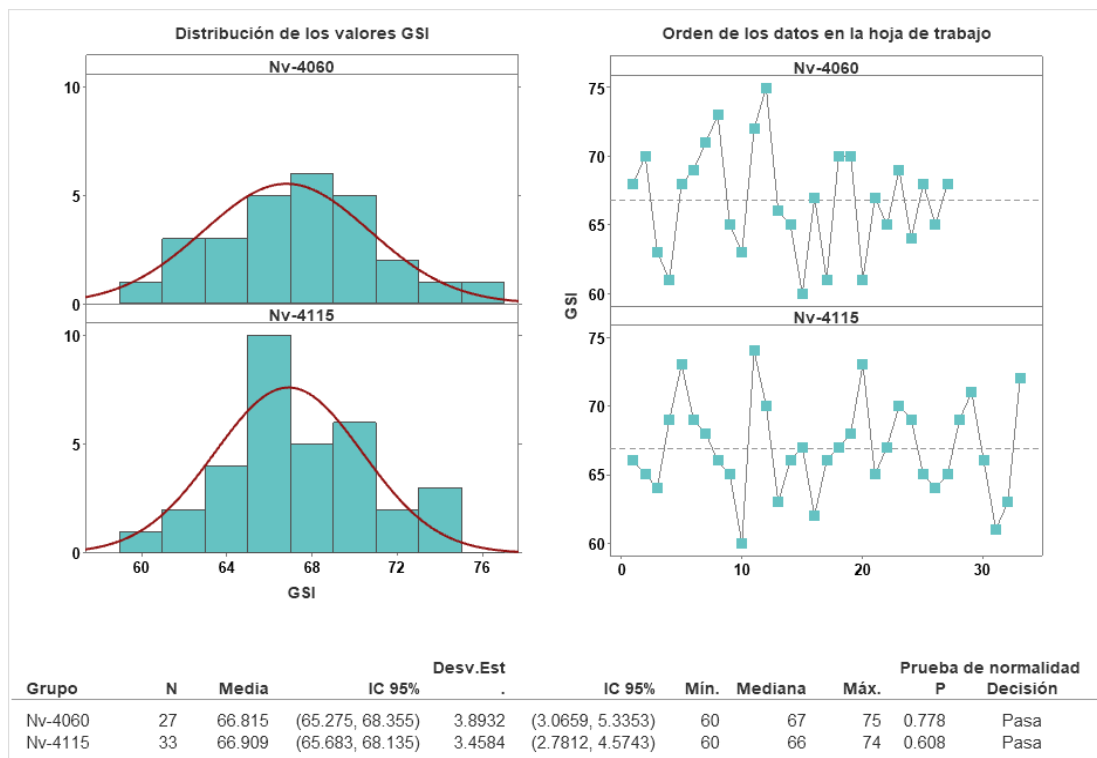 Distribución de los valores GSI
Nv-4060
10
5
0
Nv-4115
10
5
0
60 64 68 72 76
GSI
Orden de los datos en la hoja de trabajo
Nv-4060
75
70
65
60
GSI
Nv-4115
75
70
65
60
0 10 20 30
Desv.Est Prueba de normalidad
Grupo N Media IC 95% . IC 95% Mín. Mediana Máx. P Decisión
Nv-4060 27 66.815 (65.275, 68.355) 3.8932 (3.0659, 5.3353) 60 67 75 0.778 Pasa
Nv-4115 33 66.909 (65.683, 68.135) 3.4584 (2.7812, 4.5743) 60 66 74 0.608 Pasa